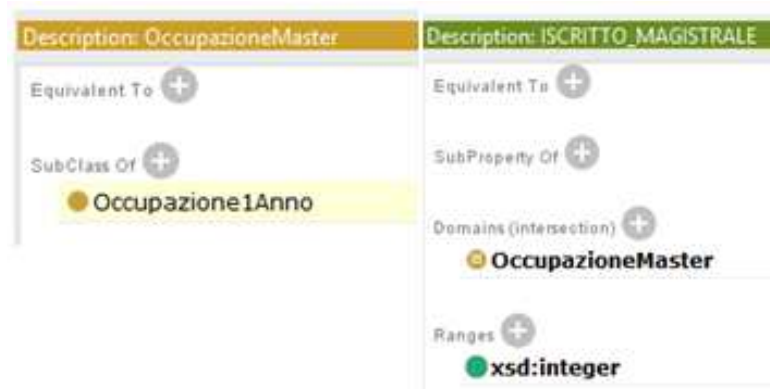 Description: OccupazioneMaster
Equivalent To
SubClass Of
Occupazione1Anno
Description: ISCRITTO_MAGISTRALE
Equivalent To
SubProperty Of
Domains (intersection)
OccupazioneMaster
Ranges
xsd:integer